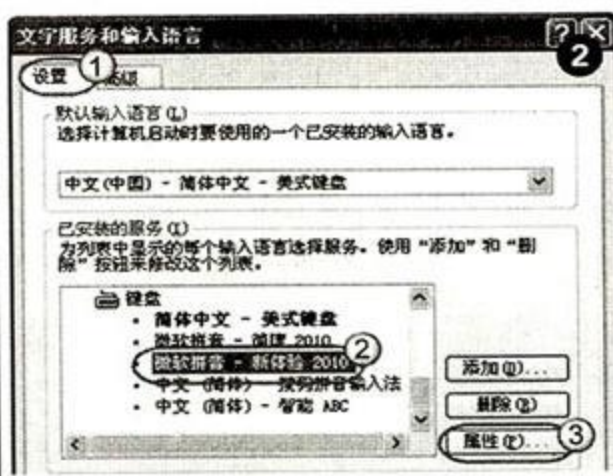 文字服务和输入语言
2
设置 1 高级
默认输入语言(L)
选择计算机启动时要使用的一个已安装的输入语言。
中文(中国) - 简体中文 - 美式键盘
已安装的服务(I)
为列表中显示的每个输入语言选择服务。使用“添加”和“删
除”按钮来修改这个列表。
键盘
• 简体中文 - 美式键盘
• 微软拼音 - 简捷 2010
• 微软拼音 - 新体验 2010 2
• 中文 (简体) - 搜狗拼音输入法
• 中文 (简体) - 智能 ABC
添加(D)...
删除(R)
属性(P)... 3